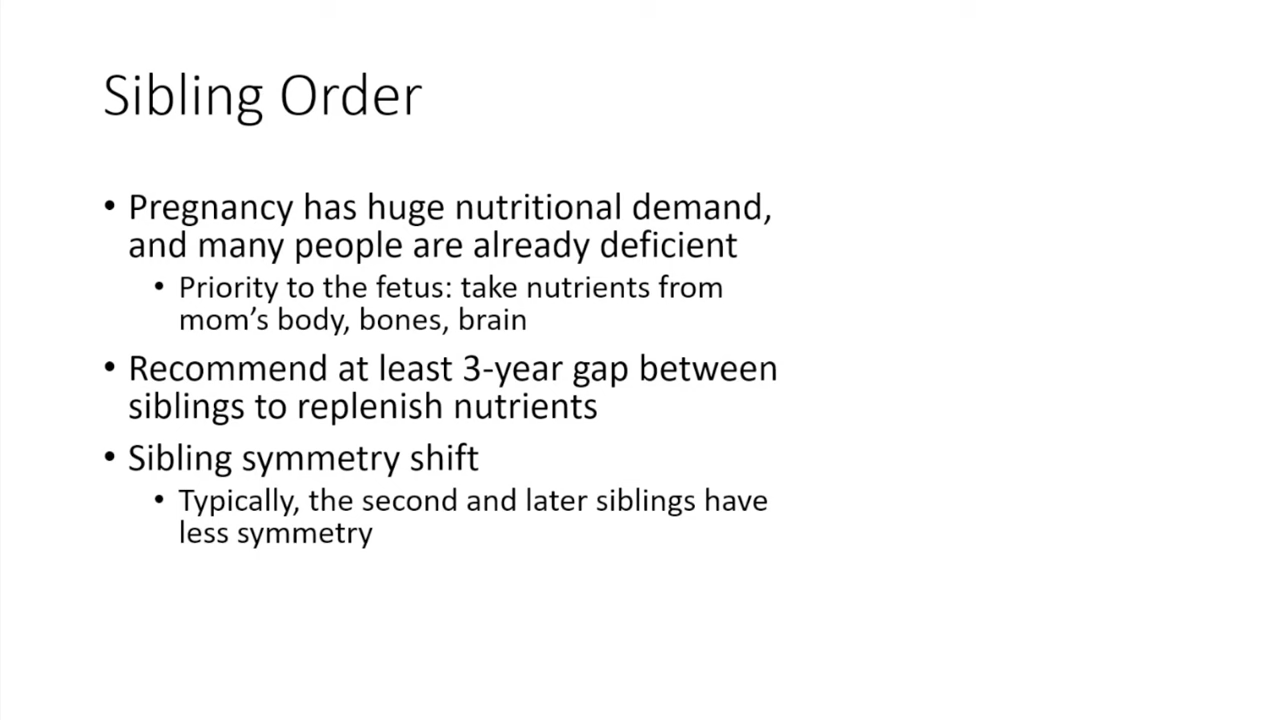 Sibling Order
• Pregnancy has huge nutritional demand,
and many people are already deficient
• Priority to the fetus: take nutrients from
mom’s body, bones, brain
• Recommend at least 3-year gap between
siblings to replenish nutrients
• Sibling symmetry shift
• Typically, the second and later siblings have
less symmetry